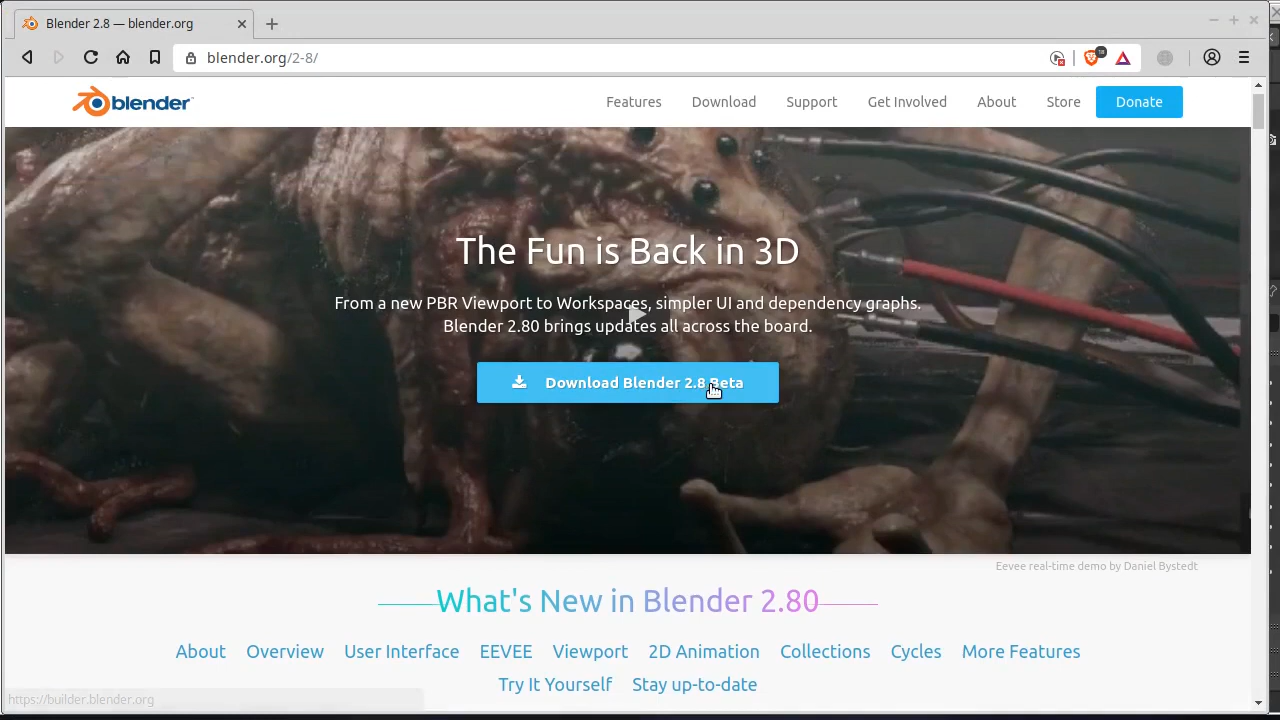 Blender 2.8 — blender.org
blender.org/2-8/
blender
Features Download Support Get Involved About Store Donate
The Fun is Back in 3D
From a new PBR Viewport to Workspaces, simpler UI and dependency graphs.
Blender 2.80 brings updates all across the board.
Download Blender 2.8 Beta
Eevee real-time demo by Daniel Bystedt
What's New in Blender 2.80
About Overview User Interface EEVEE Viewport 2D Animation Collections Cycles More Features
Try It Yourself Stay up-to-date
https://builder.blender.org